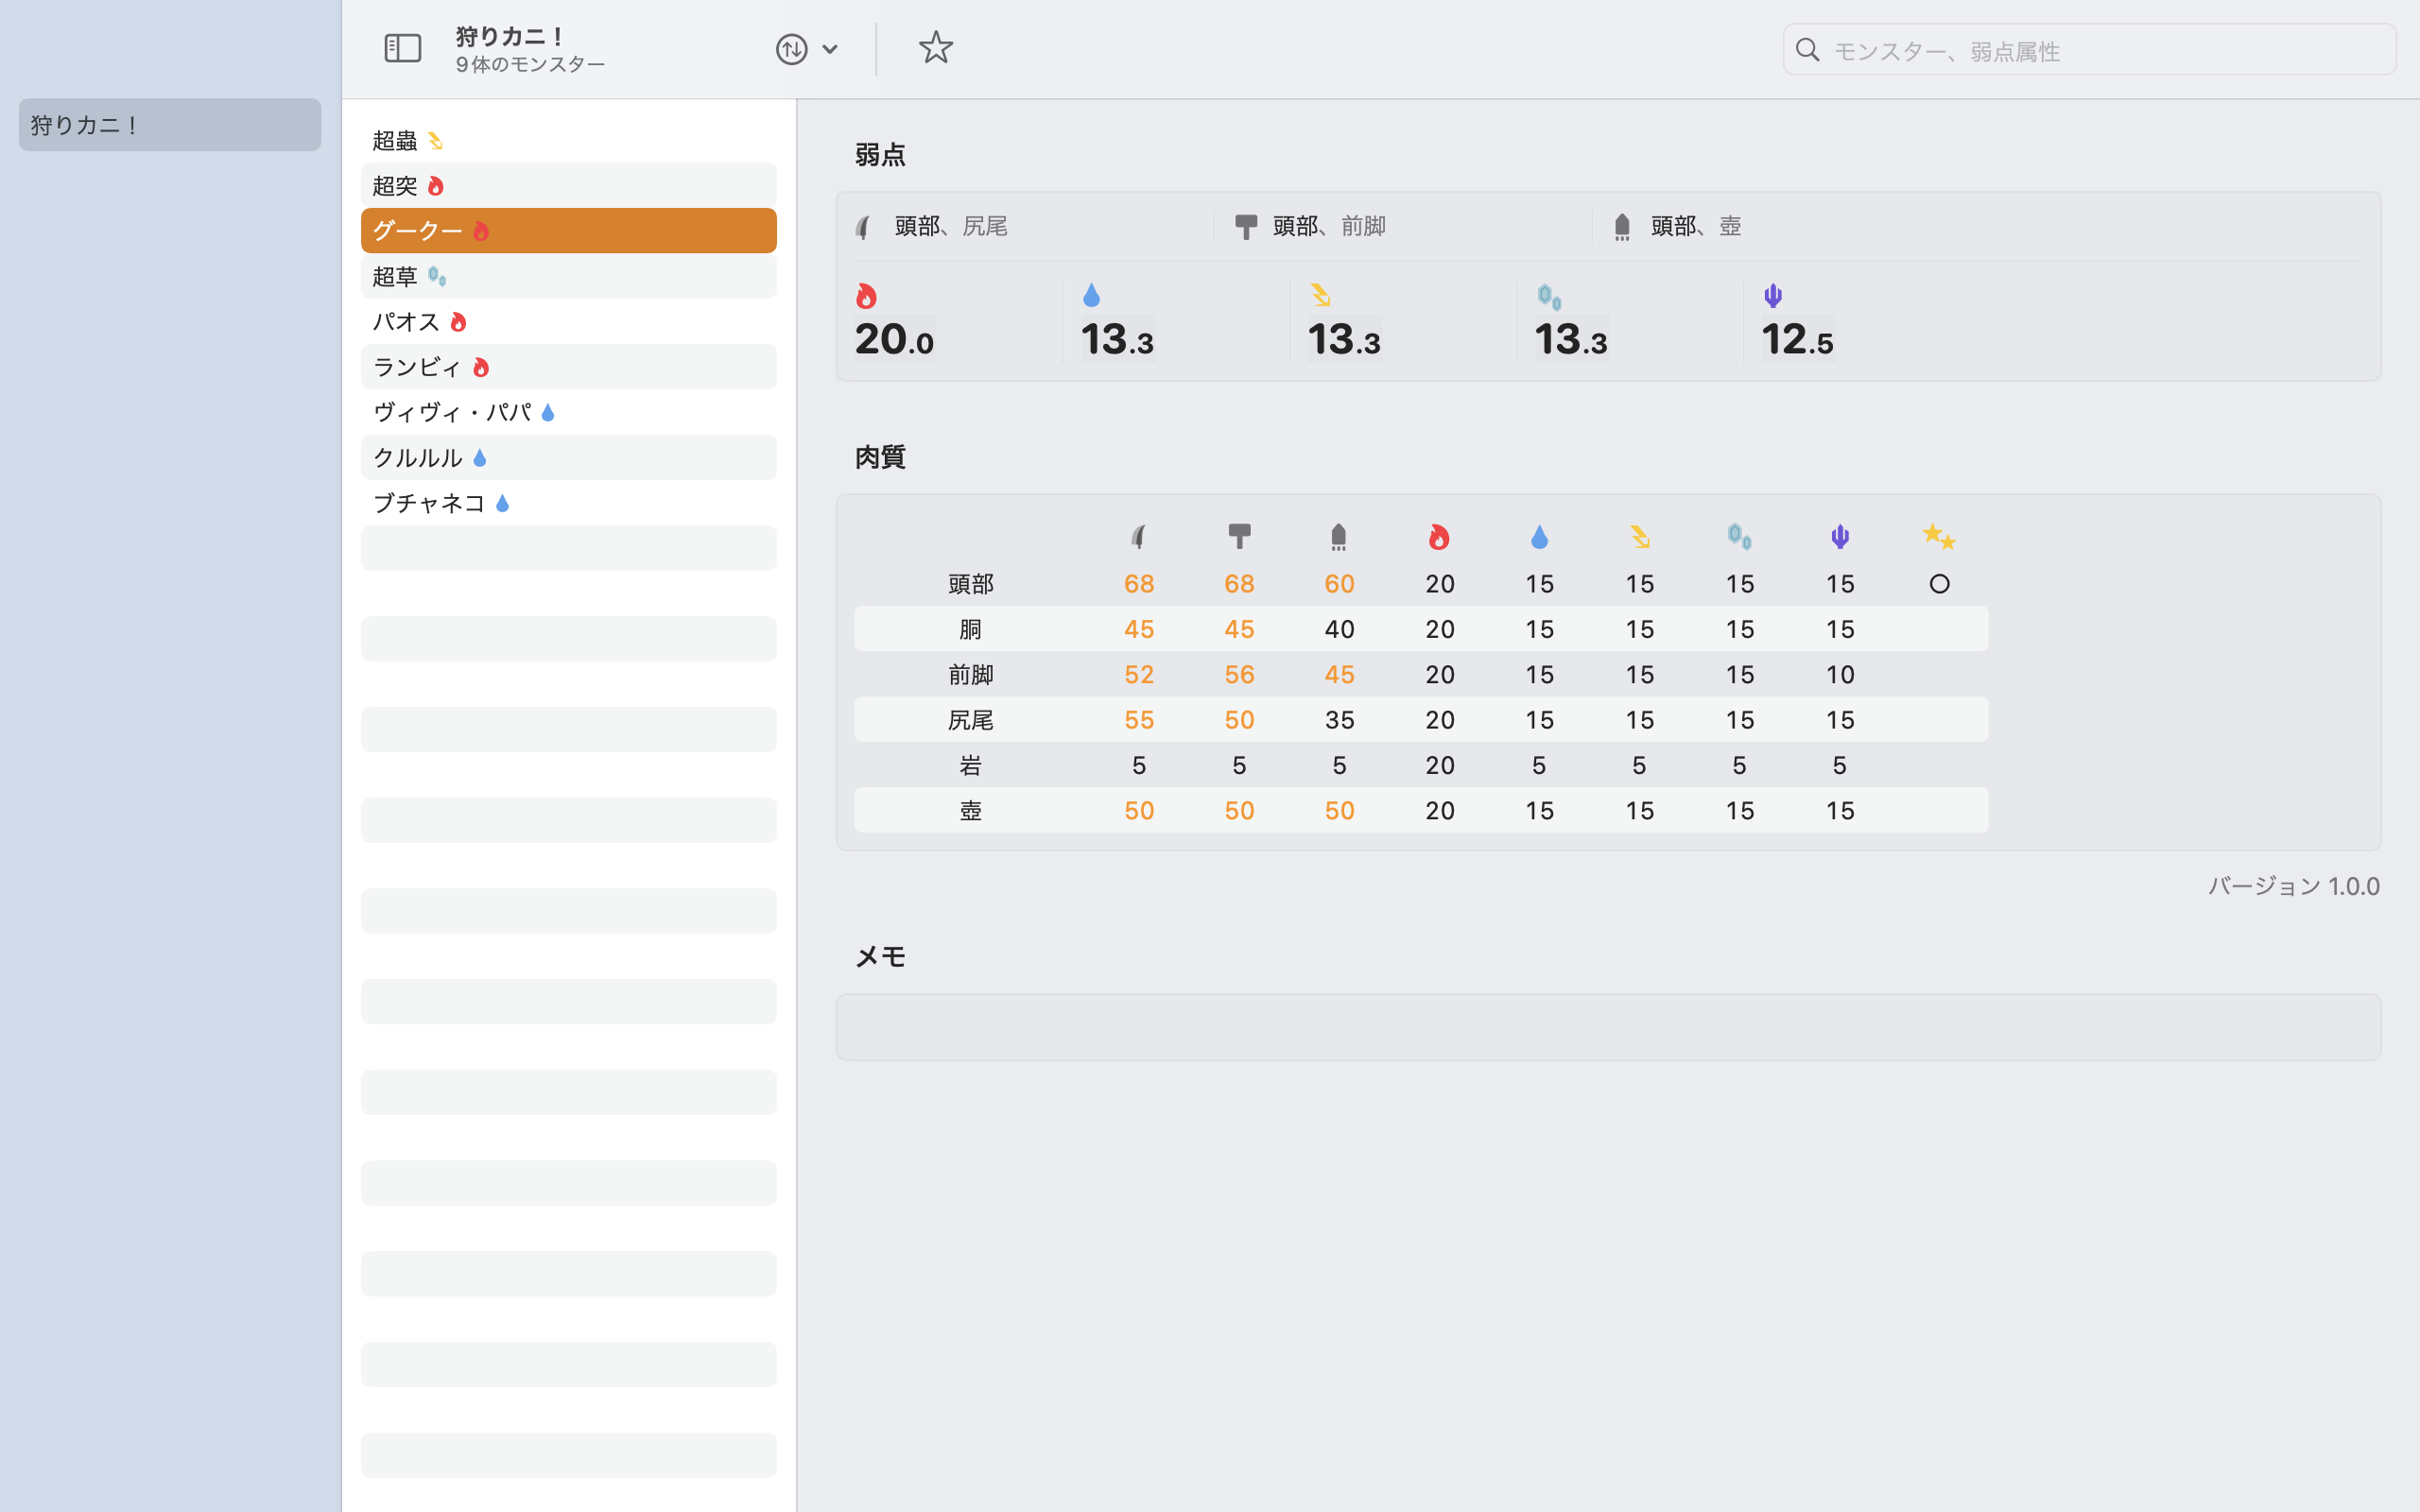 狩りカニ！
狩りカニ！
9体のモンスター
モンスター、弱点属性
超蟲
超突
グークー
超草
パオス
ランビィ
ヴィヴィ・パパ
クルルル
ブチャネコ
弱点
頭部、尻尾 頭部、前脚 頭部、壺
20.0 13.3 13.3 13.3 12.5
肉質
頭部 68 68 60 20 15 15 15 15 ○
胴 45 45 40 20 15 15 15 15
前脚 52 56 45 20 15 15 15 10
尻尾 55 50 35 20 15 15 15 15
岩 5 5 5 20 5 5 5 5
壺 50 50 50 20 15 15 15 15
バージョン 1.0.0
メモ